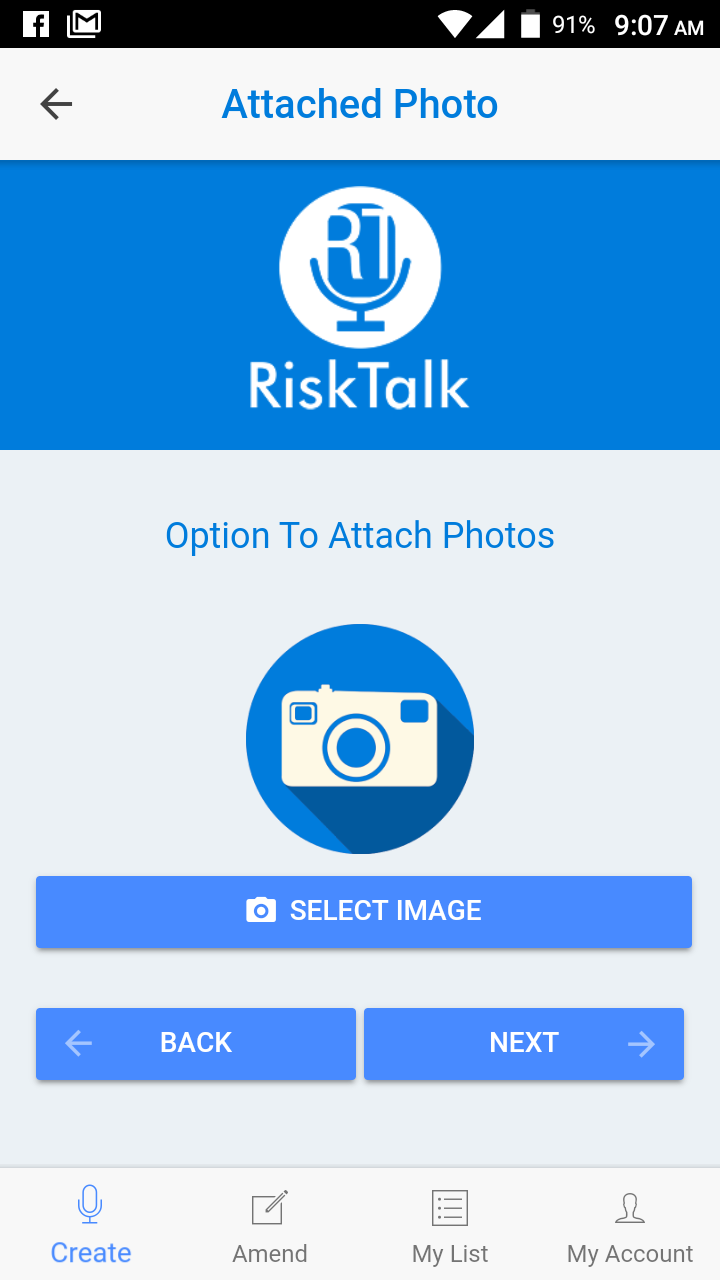 91% 9:07 AM
Attached Photo
RT
RiskTalk
Option To Attach Photos
SELECT IMAGE
BACK NEXT
Create Amend My List My Account